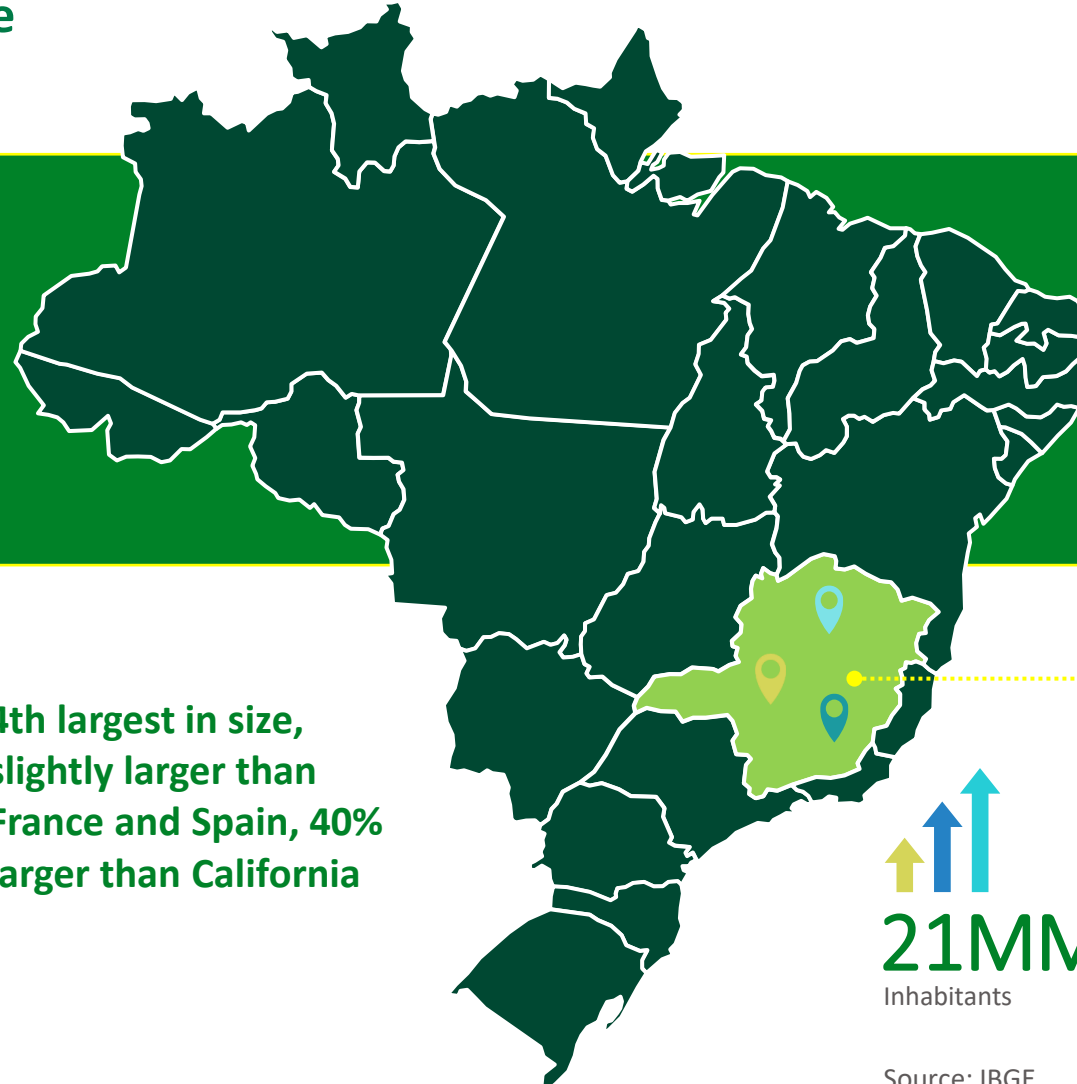 e
4th largest in size,
slightly larger than
France and Spain, 40%
larger than California
21MM
Inhabitants
Source: IBGE